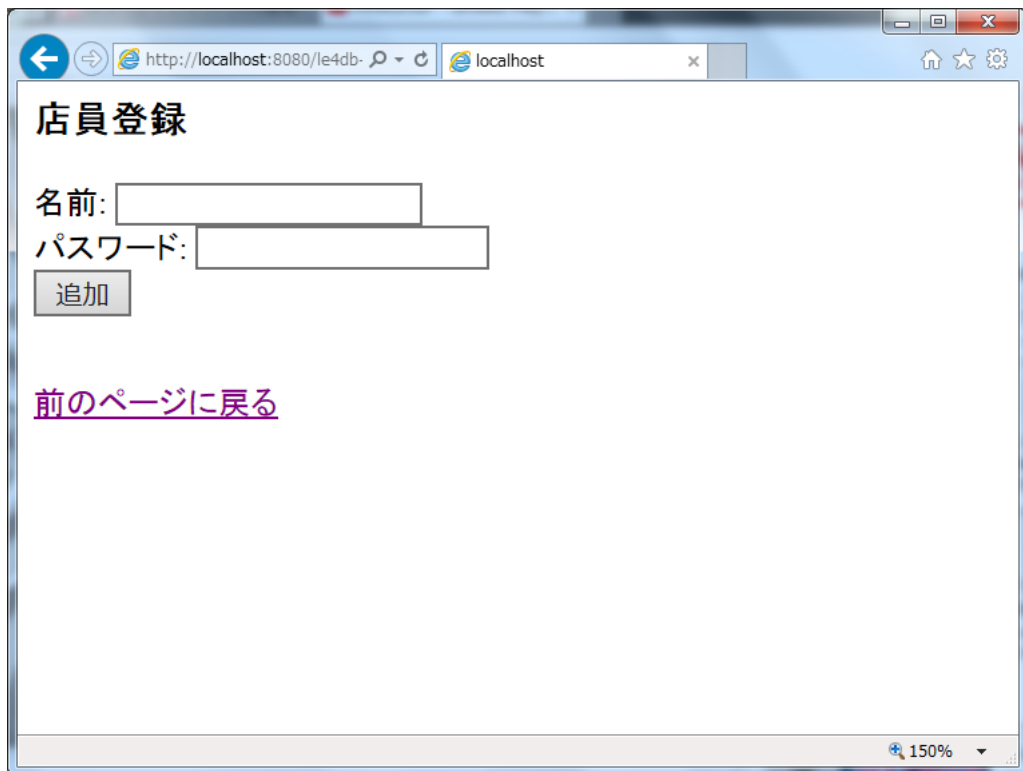 http://localhost:8080/le4db-
localhost
店員登録
名前:
パスワード:
追加
前のページに戻る
150%